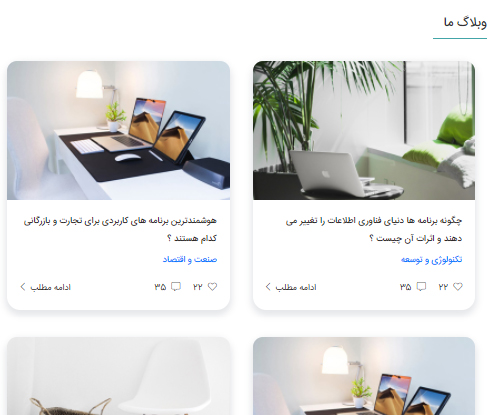 وبلاگ ما
چگونه برنامه ها دنیای فناوری اطلاعات را تغییر می
دهند و اثرات آن چیست ؟
تکنولوژی و توسعه
۲۲ ۳۵ ادامه مطلب
هوشمندترین برنامه های کاربردی برای تجارت و بازرگانی
کدام هستند ؟
صنعت و اقتصاد
۲۲ ۳۵ ادامه مطلب